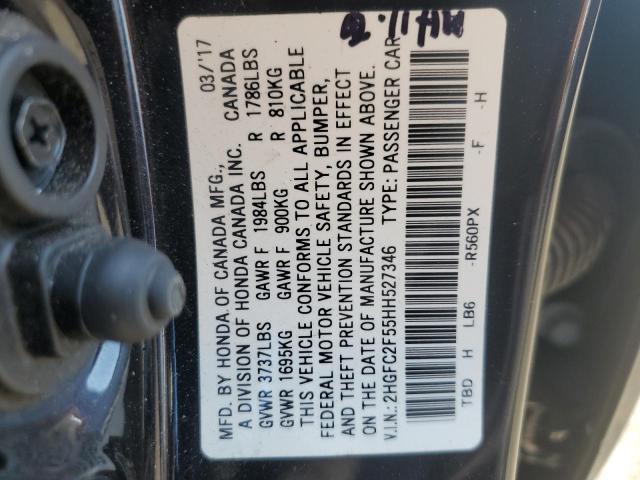 MFD. BY HONDA OF CANADA MFG., 03/'17
A DIVISION OF HONDA CANADA INC. CANADA
GVWR 3737LBS GAWR F 1984LBS R 1786LBS
GVWR 1695KG GAWR F 900KG R 810KG
THIS VEHICLE CONFORMS TO ALL APPLICABLE
FEDERAL MOTOR VEHICLE SAFETY, BUMPER,
AND THEFT PREVENTION STANDARDS IN EFFECT
ON THE DATE OF MANUFACTURE SHOWN ABOVE.
V.I.N.: 2HGFC2F55HH527346 TYPE: PASSENGER CAR
TBD H LB6 -R560PX -F -H